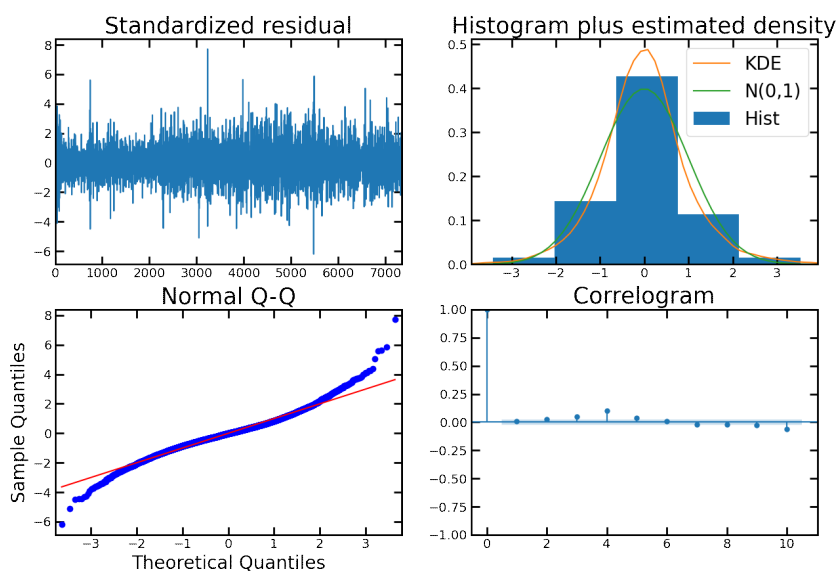 Standardized residual
8
6
4
2
0
−2
−4
−6
0 1000 2000 3000 4000 5000 6000 7000
Histogram plus estimated density
0.5
0.4
0.3
0.2
0.1
0.0
KDE
N(0,1)
Hist
−3 −2 −1 0 1 2 3
Normal Q-Q
Sample Quantiles
8
6
4
2
0
−2
−4
−6
−3 −2 −1 0 1 2 3
Theoretical Quantiles
Correlogram
1.00
0.75
0.50
0.25
0.00
−0.25
−0.50
−0.75
−1.00
0 2 4 6 8 10